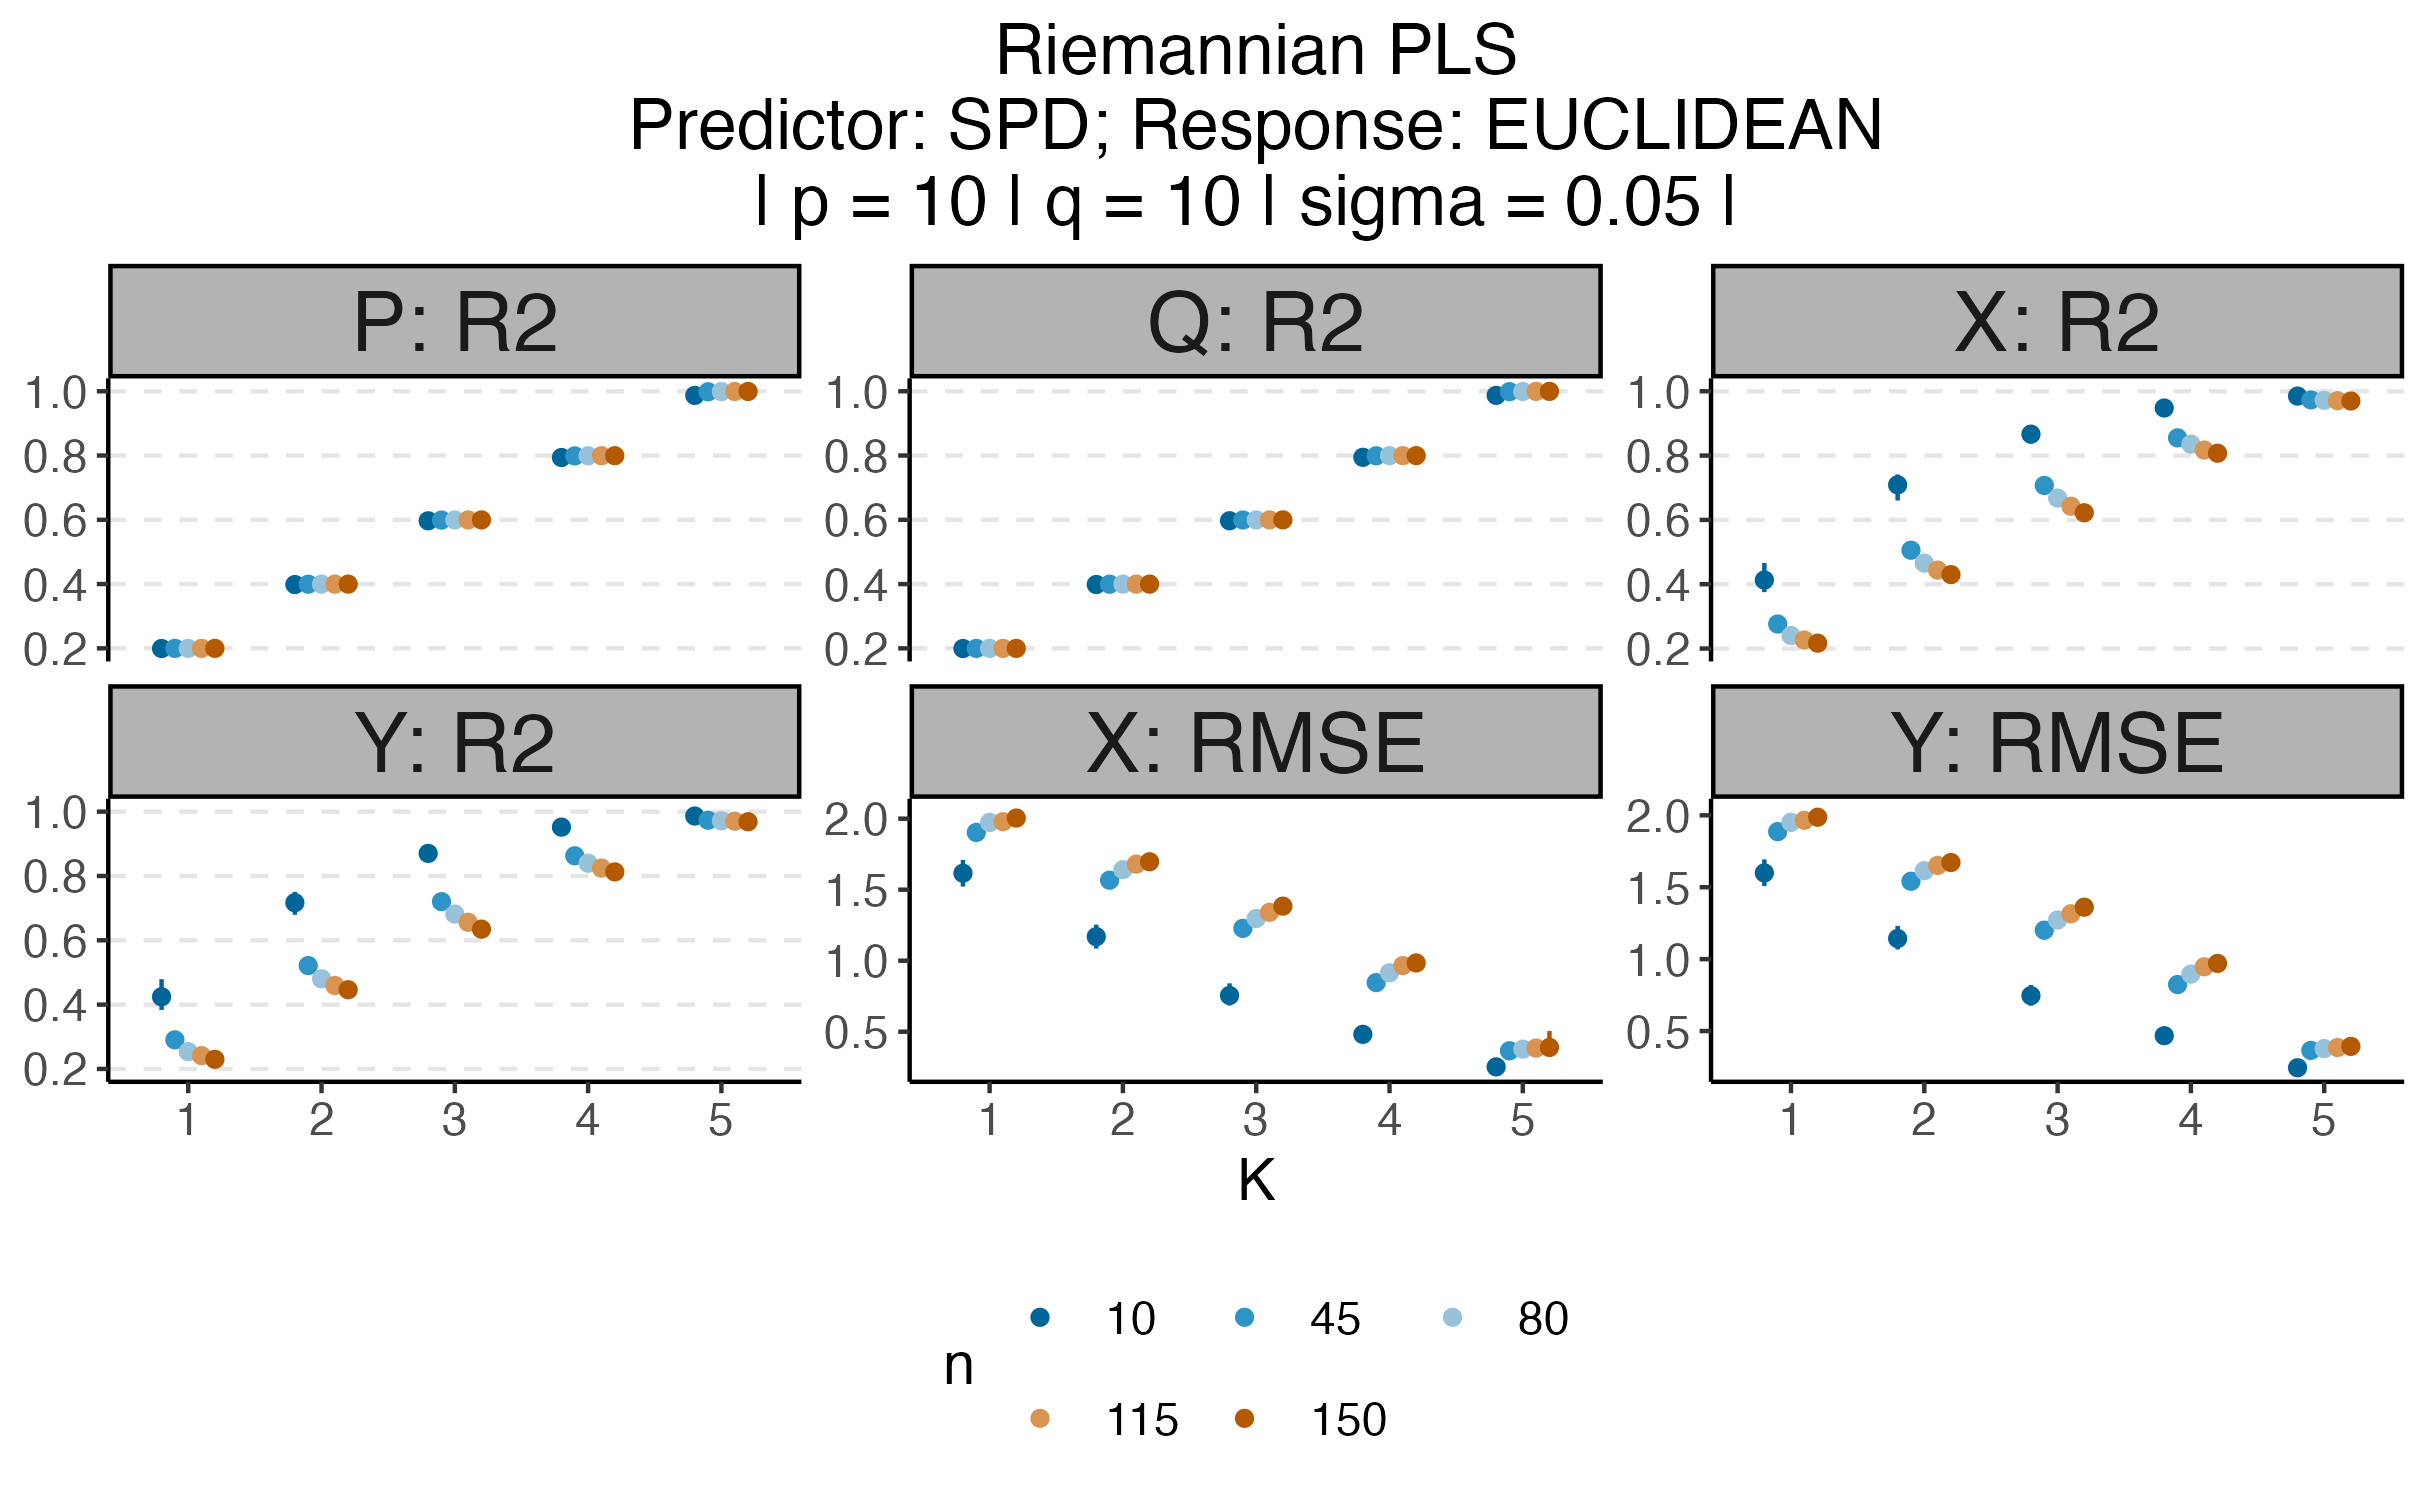 Riemannian PLS
Predictor: SPD; Response: EUCLIDEAN
| p = 10 | q = 10 | sigma = 0.05 |
P: R2
Q: R2
X: R2
1.0
0.8
0.6
0.4
0.2
1.0
0.8
0.6
0.4
0.2
1.0
0.8
0.6
0.4
0.2
Y: R2
X: RMSE
Y: RMSE
1.0
0.8
0.6
0.4
0.2
2.0
1.5
1.0
0.5
2.0
1.5
1.0
0.5
1 2 3 4 5
1 2 3 4 5
1 2 3 4 5
K
n
10 45 80
115 150